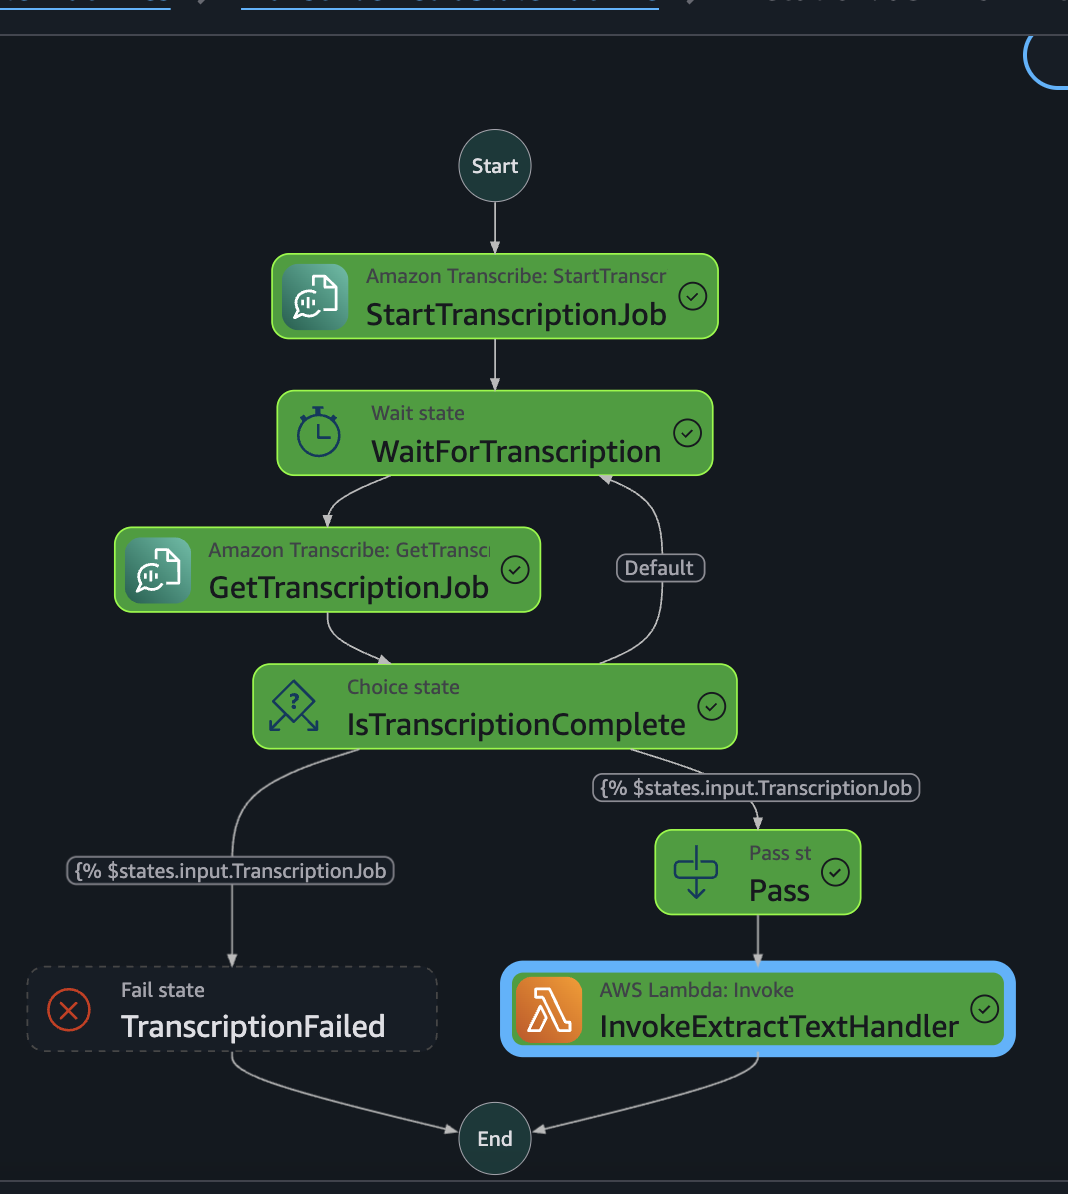 Start
Amazon Transcribe: StartTranscr
StartTranscriptionJob
Wait state
WaitForTranscription
Amazon Transcribe: GetTransc
GetTranscriptionJob
Default
Choice state
?
IsTranscriptionComplete
{% $states.input.TranscriptionJob
{% $states.input.TranscriptionJob
Pass st
Pass
Fail state
TranscriptionFailed
AWS Lambda: Invoke
InvokeExtractTextHandler
End